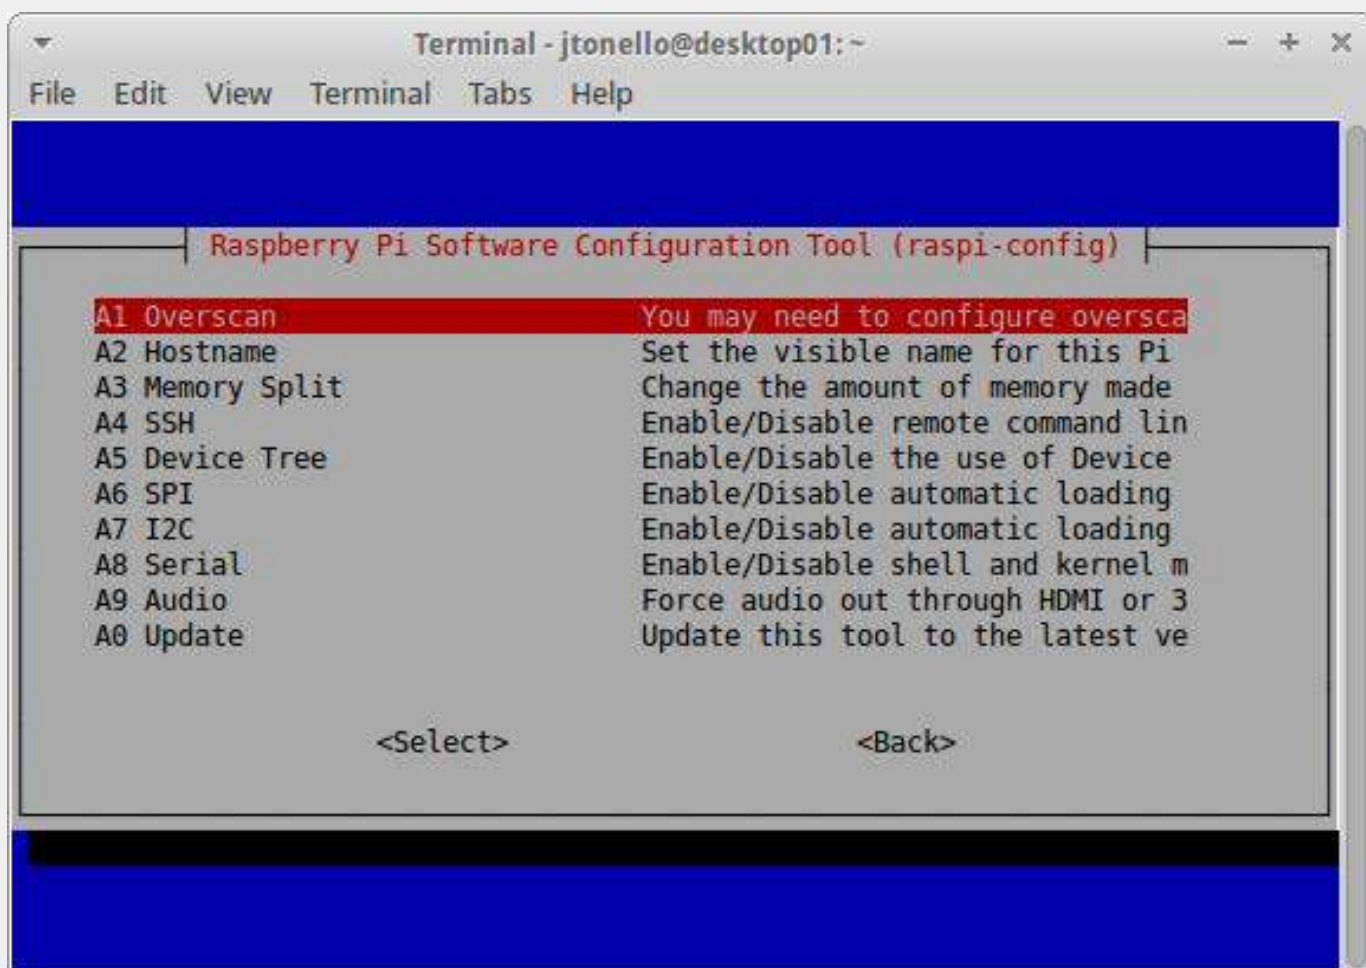 Terminal - jtonello@desktop01: ~
File Edit View Terminal Tabs Help
Raspberry Pi Software Configuration Tool (raspi-config)
A1 Overscan You may need to configure oversca
A2 Hostname Set the visible name for this Pi
A3 Memory Split Change the amount of memory made
A4 SSH Enable/Disable remote command lin
A5 Device Tree Enable/Disable the use of Device
A6 SPI Enable/Disable automatic loading
A7 I2C Enable/Disable automatic loading
A8 Serial Enable/Disable shell and kernel m
A9 Audio Force audio out through HDMI or 3
A0 Update Update this tool to the latest ve
<Select> <Back>